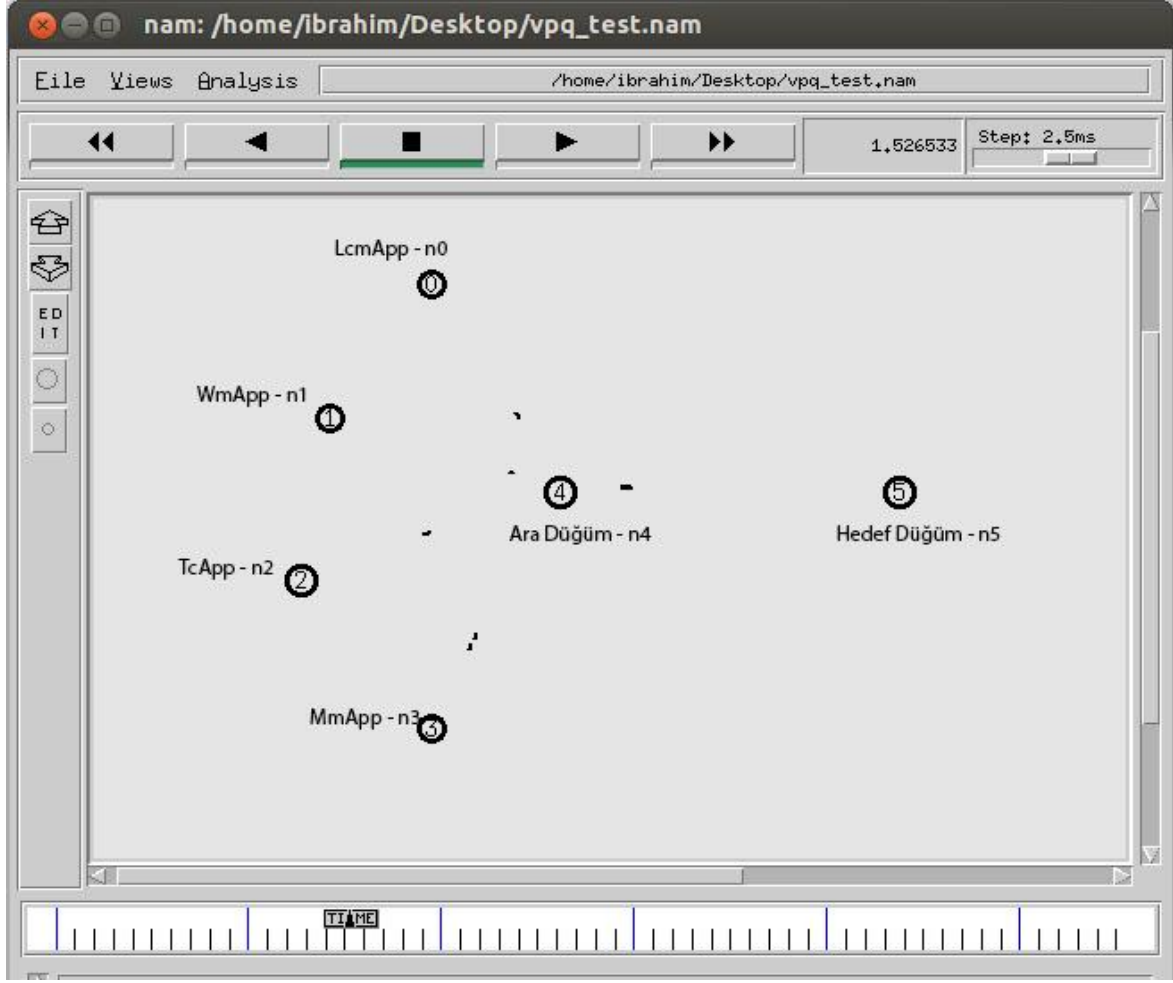 nam: /home/ibrahim/Desktop/vpq_test.nam
File Views Analysis /home/ibrahim/Desktop/vpq_test.nam
1.526533 Step: 2.5ms
ED
IT
LcmApp - n0
0
WmApp - n1
1
4
5
Ara Düğüm - n4
Hedef Düğüm - n5
TcApp - n2
2
MmApp - n3
3
TIME